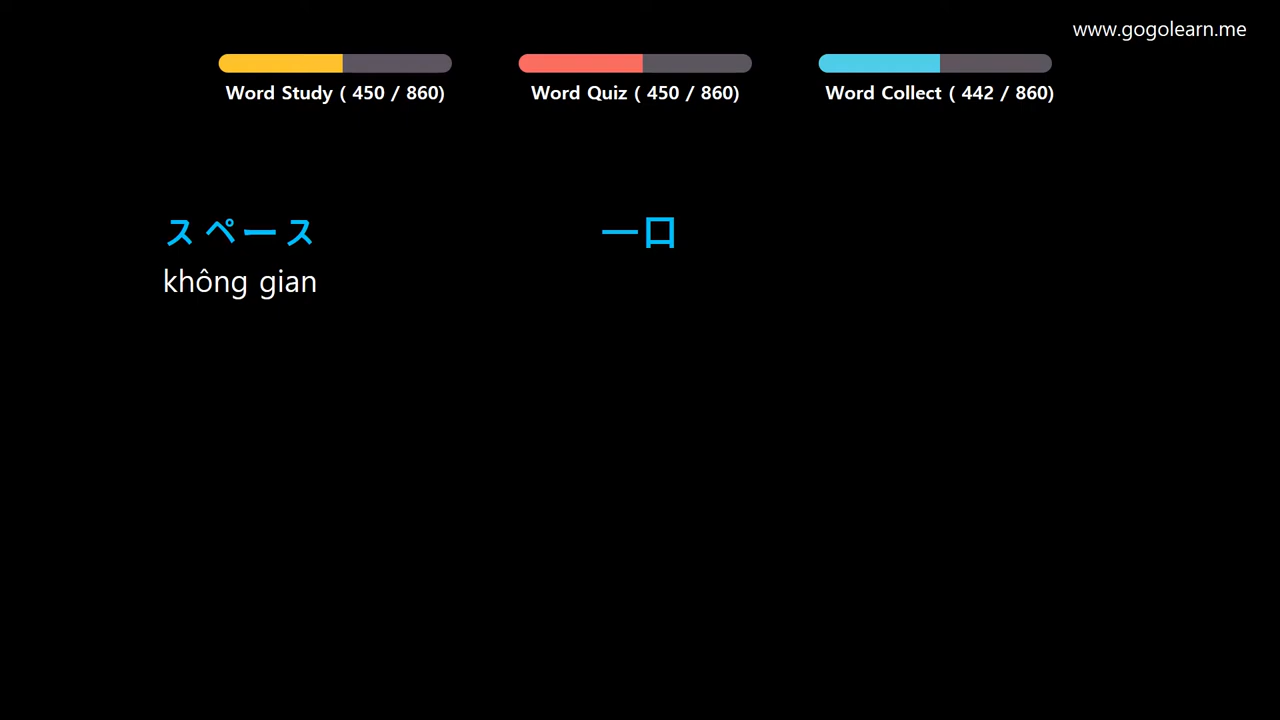 www.gogolearn.me
Word Study ( 450 / 860)
Word Quiz ( 450 / 860)
Word Collect ( 442 / 860)
スペース
không gian
一口